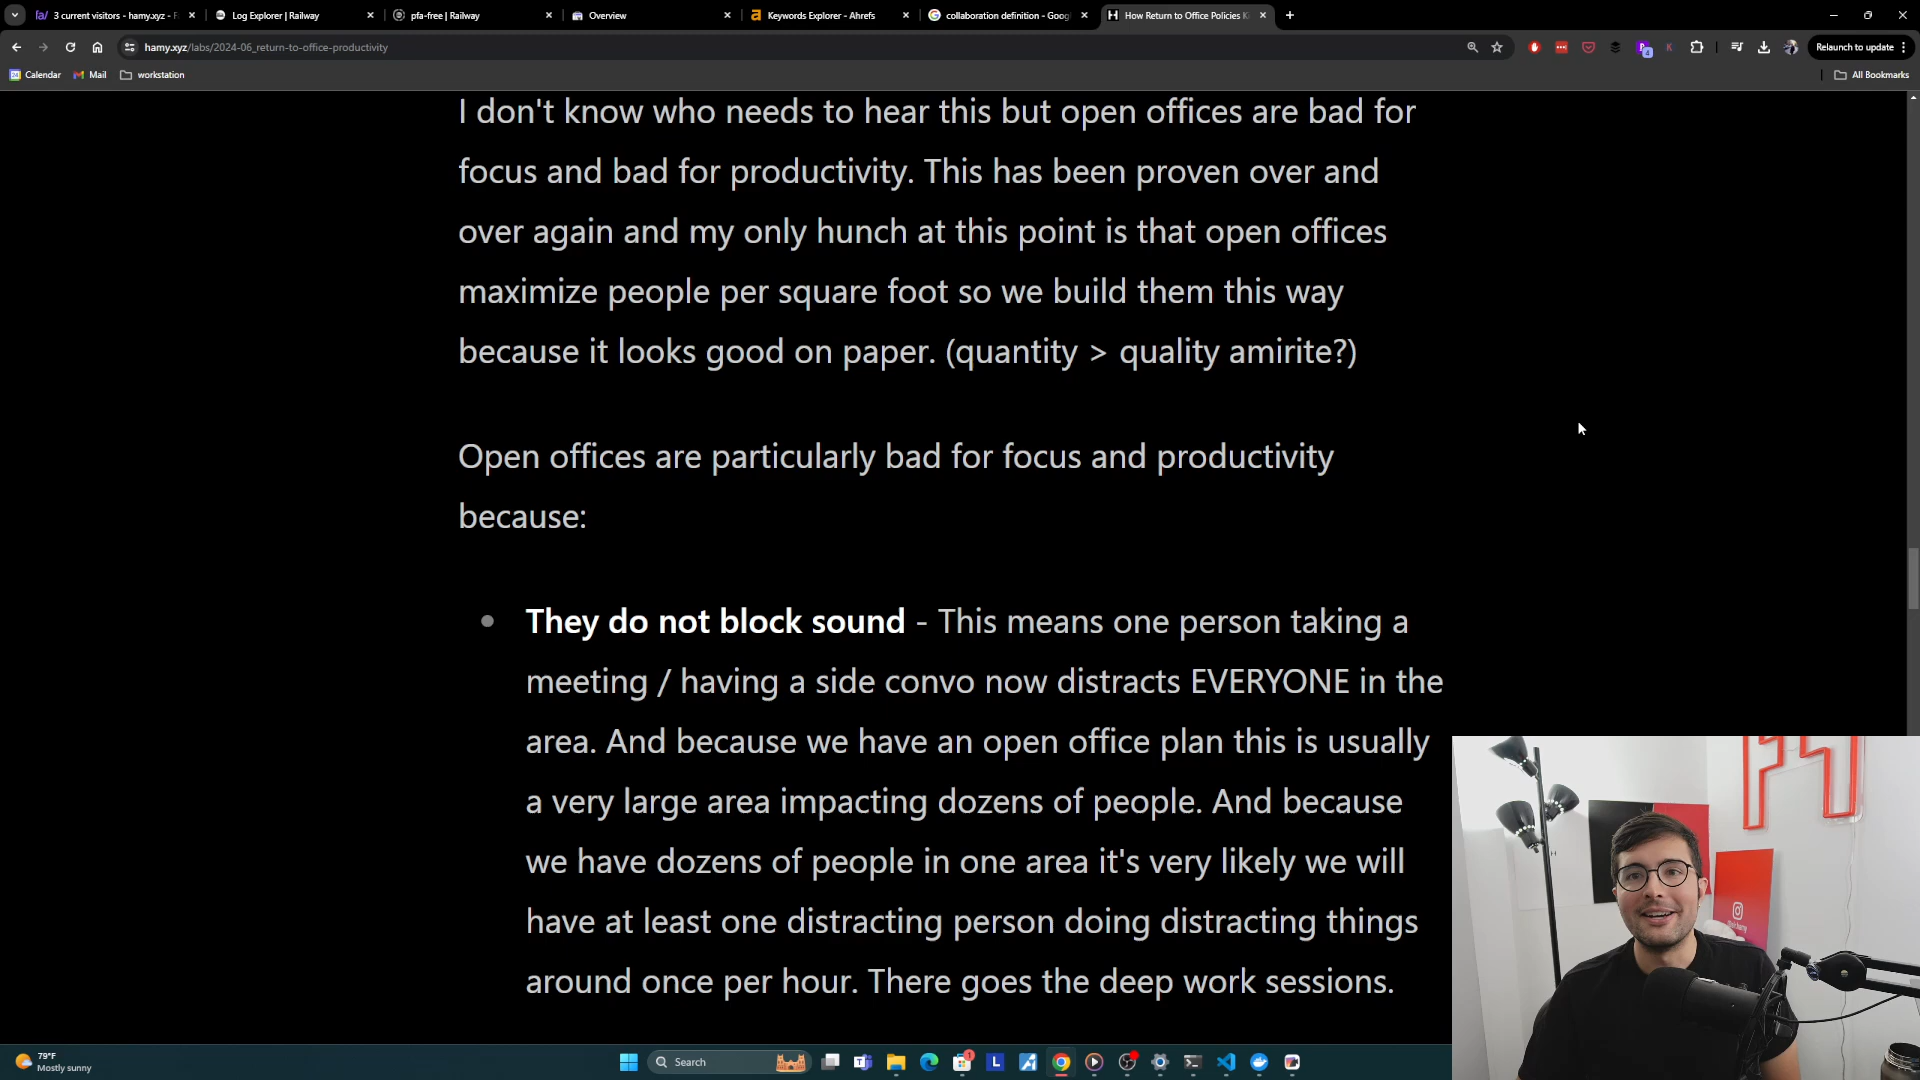 3 current visitors - hamy.xyz - F
Log Explorer | Railway
pfa-free | Railway
Overview
Keywords Explorer - Ahrefs
collaboration definition - Goog
How Return to Office Policies Ki
hamy.xyz/labs/2024-06_return-to-office-productivity
Relaunch to update
Calendar
Mail
workstation
All Bookmarks
I don't know who needs to hear this but open offices are bad for
focus and bad for productivity. This has been proven over and
over again and my only hunch at this point is that open offices
maximize people per square foot so we build them this way
because it looks good on paper. (quantity > quality amirite?)
Open offices are particularly bad for focus and productivity
because:
• They do not block sound - This means one person taking a
meeting / having a side convo now distracts EVERYONE in the
area. And because we have an open office plan this is usually
a very large area impacting dozens of people. And because
we have dozens of people in one area it's very likely we will
have at least one distracting person doing distracting things
around once per hour. There goes the deep work sessions.
79°F
Mostly sunny
Search